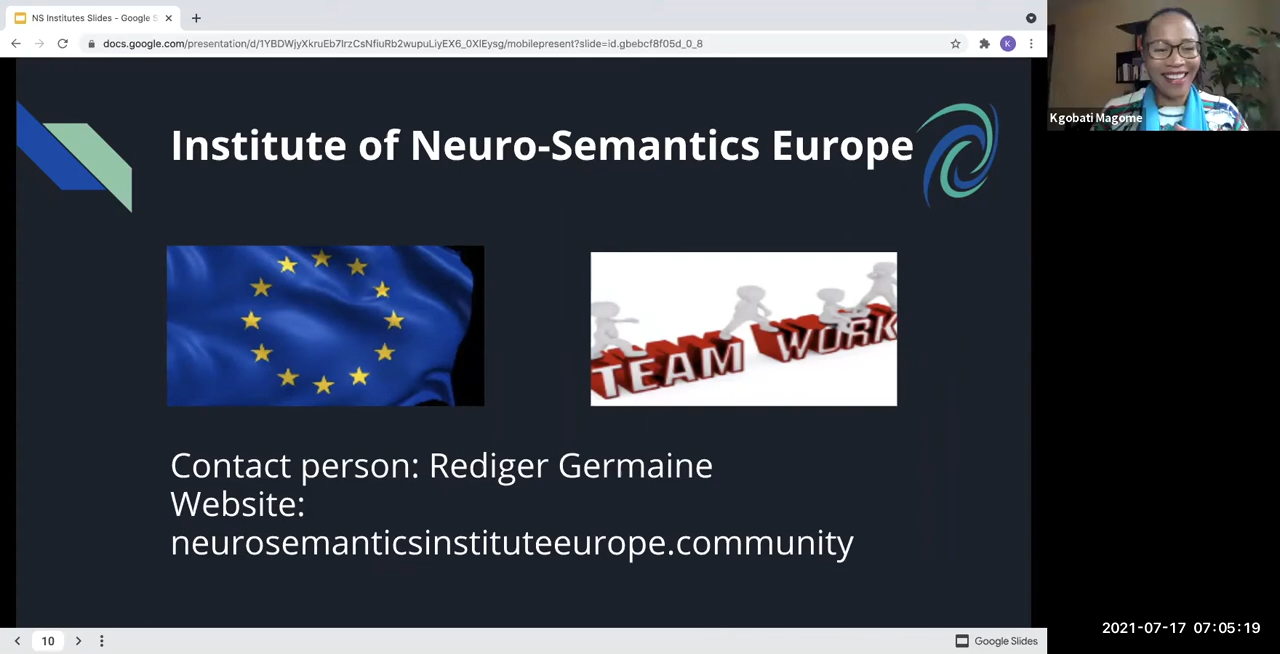 NS Institutes Slides - Google S
docs.google.com/presentation/d/1YBDWjyXkruEb7IrzCsNfiuRb2wupuLiyEX6_0XIEysg/mobilepresent?slide=id.gbebcf8f05d_0_8
K
Kgobati Magome
Institute of Neuro-Semantics Europe
TEAM WORK
Contact person: Rediger Germaine
Website:
neurosemanticsinstituteeurope.community
10
Google Slides
2021-07-17 07:05:19